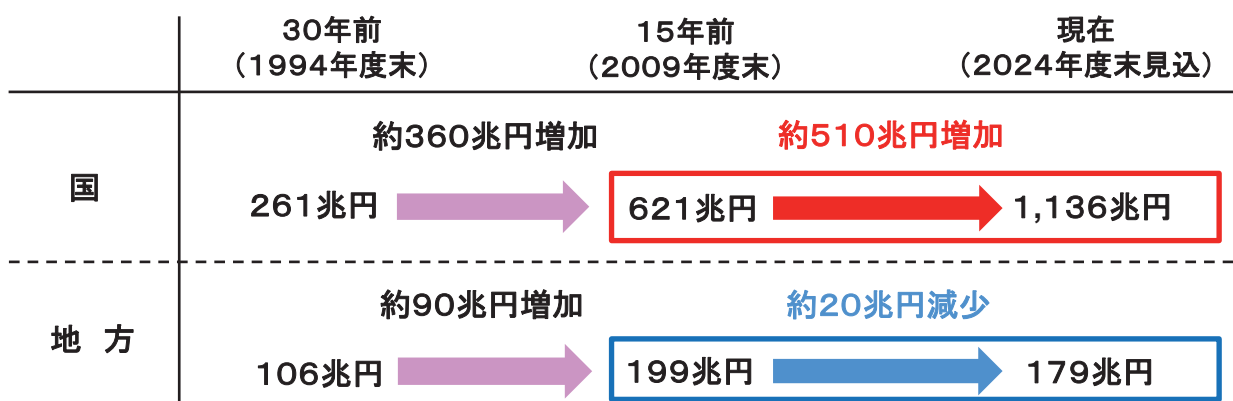 30年前
(1994年度末)
15年前
(2009年度末)
現在
(2024年度末見込)
国
約360兆円増加
約510兆円増加
261兆円
621兆円
1,136兆円
地 方
約90兆円増加
約20兆円減少
106兆円
199兆円
179兆円